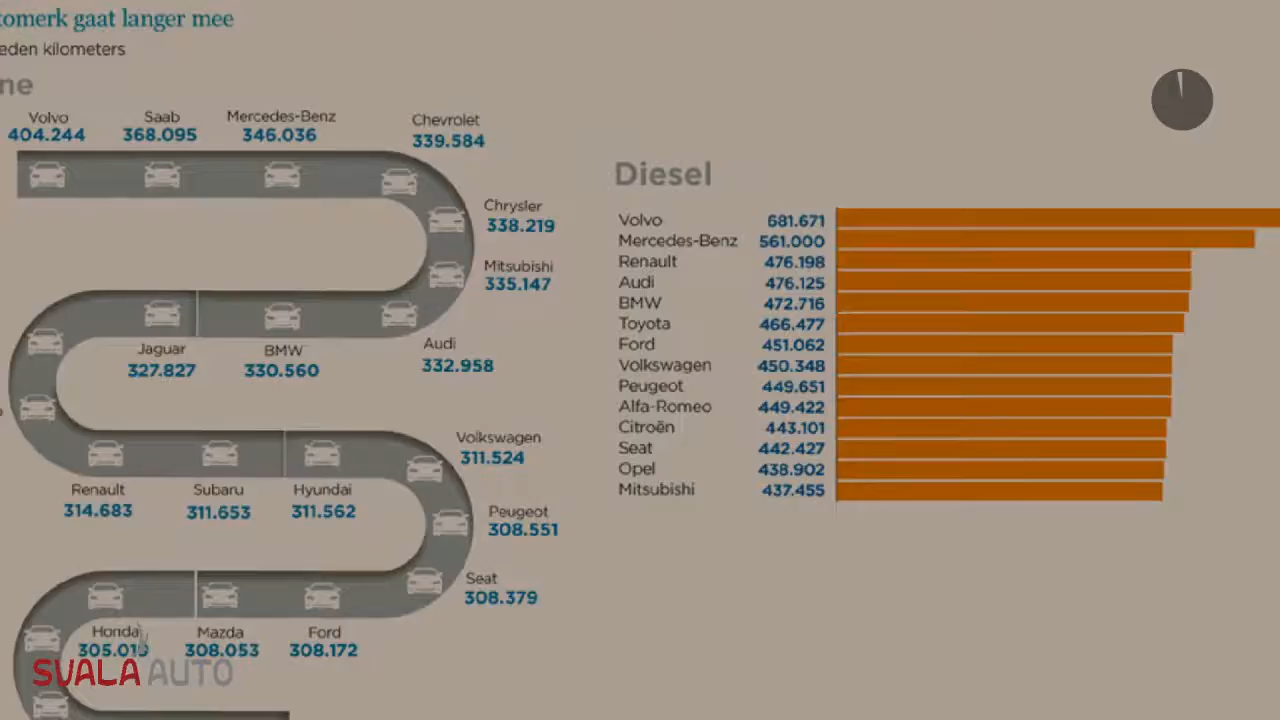 tomerk gaat langer mee
eden kilometers
ne
Volvo
404.244
Saab
368.095
Mercedes-Benz
346.036
Chevrolet
339.584
Chrysler
338.219
Mitsubishi
335.147
Audi
332.958
BMW
330.560
Jaguar
327.827
Renault
314.683
Subaru
311.653
Hyundai
311.562
Volkswagen
311.524
Peugeot
308.551
Seat
308.379
Ford
308.172
Mazda
308.053
Honda
305.019
SVALA AUTO
Diesel
Volvo 681.671
Mercedes-Benz 561.000
Renault 476.198
Audi 476.125
BMW 472.716
Toyota 466.477
Ford 451.062
Volkswagen 450.348
Peugeot 449.651
Alfa-Romeo 449.422
Citroën 443.101
Seat 442.427
Opel 438.902
Mitsubishi 437.455